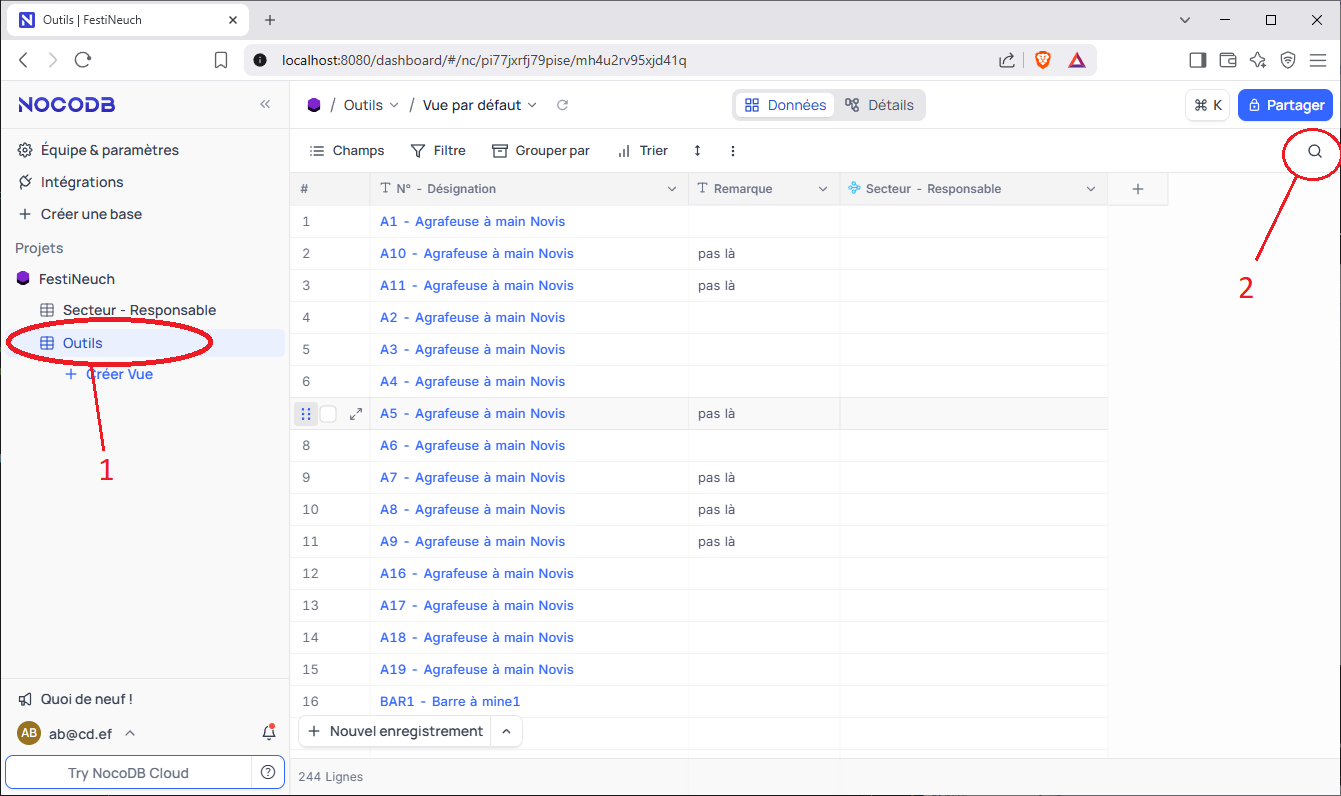 Outils | FestiNeuch
localhost:8080/dashboard/#/nc/pi77jxrfj79pise/mh4u2rv95xjd41q
NOCODB
/ Outils / Vue par défaut
Données Détails
⌘ K
Partager
Équipe & paramètres
Intégrations
Créer une base
Projets
FestiNeuch
Secteur - Responsable
Outils
+ Créer Vue
1
Champs Filtre Grouper par Trier
2
# N° - Désignation Remarque Secteur - Responsable +
1 A1 - Agrafeuse à main Novis
2 A10 - Agrafeuse à main Novis pas là
3 A11 - Agrafeuse à main Novis pas là
4 A2 - Agrafeuse à main Novis
5 A3 - Agrafeuse à main Novis
6 A4 - Agrafeuse à main Novis
A5 - Agrafeuse à main Novis pas là
8 A6 - Agrafeuse à main Novis
9 A7 - Agrafeuse à main Novis pas là
10 A8 - Agrafeuse à main Novis pas là
11 A9 - Agrafeuse à main Novis pas là
12 A16 - Agrafeuse à main Novis
13 A17 - Agrafeuse à main Novis
14 A18 - Agrafeuse à main Novis
15 A19 - Agrafeuse à main Novis
16 BAR1 - Barre à mine1
+ Nouvel enregistrement
244 Lignes
Quoi de neuf !
AB ab@cd.ef
Try NocoDB Cloud